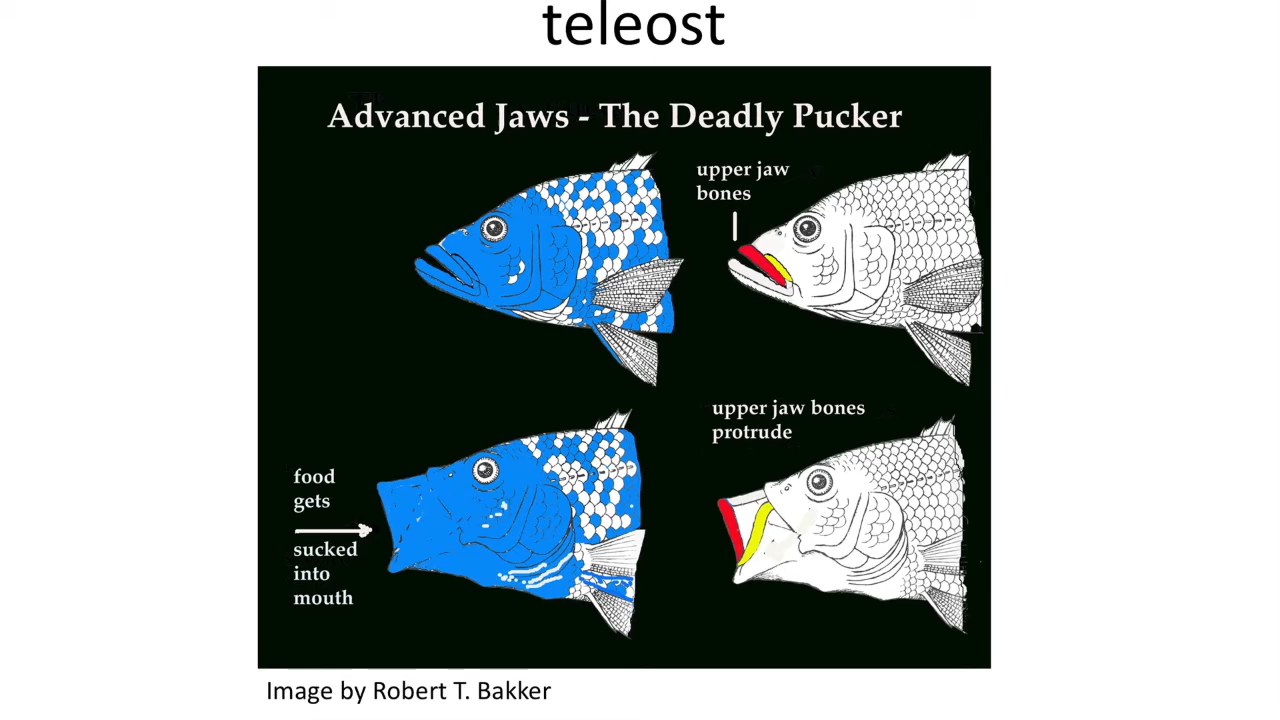 teleost
Advanced Jaws - The Deadly Pucker
upper jaw
bones
upper jaw bones
protrude
food
gets
sucked
into
mouth
Image by Robert T. Bakker